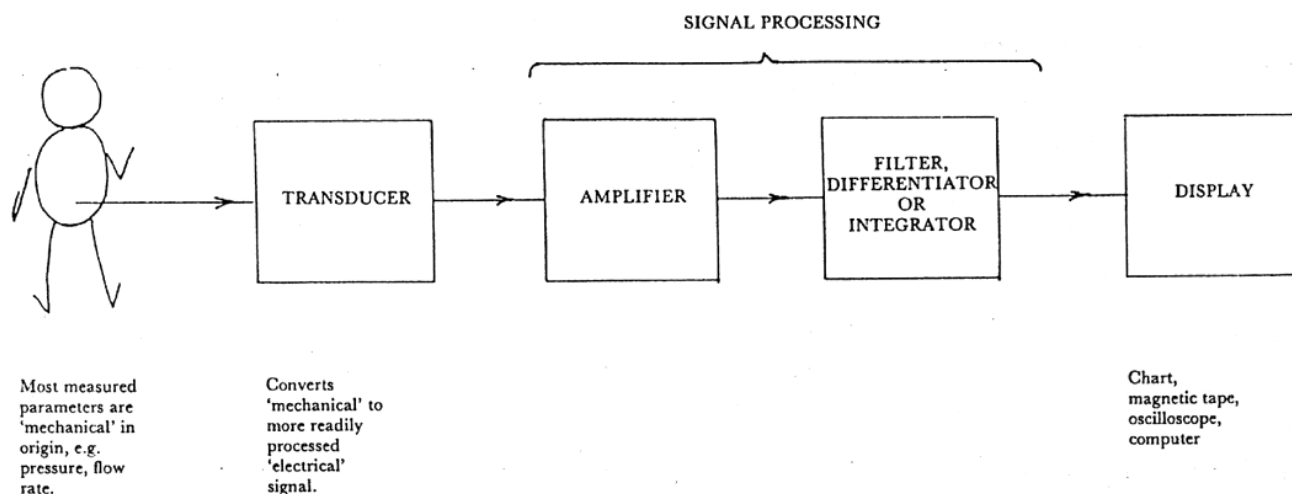 SIGNAL PROCESSING
TRANSDUCER
AMPLIFIER
FILTER,
DIFFERENTIATOR
OR
INTEGRATOR
DISPLAY
Most measured
parameters are
‘mechanical’ in
origin, e.g.
pressure, flow
rate.
Converts
‘mechanical’ to
more readily
processed
‘electrical’
signal.
Chart,
magnetic tape,
oscilloscope,
computer